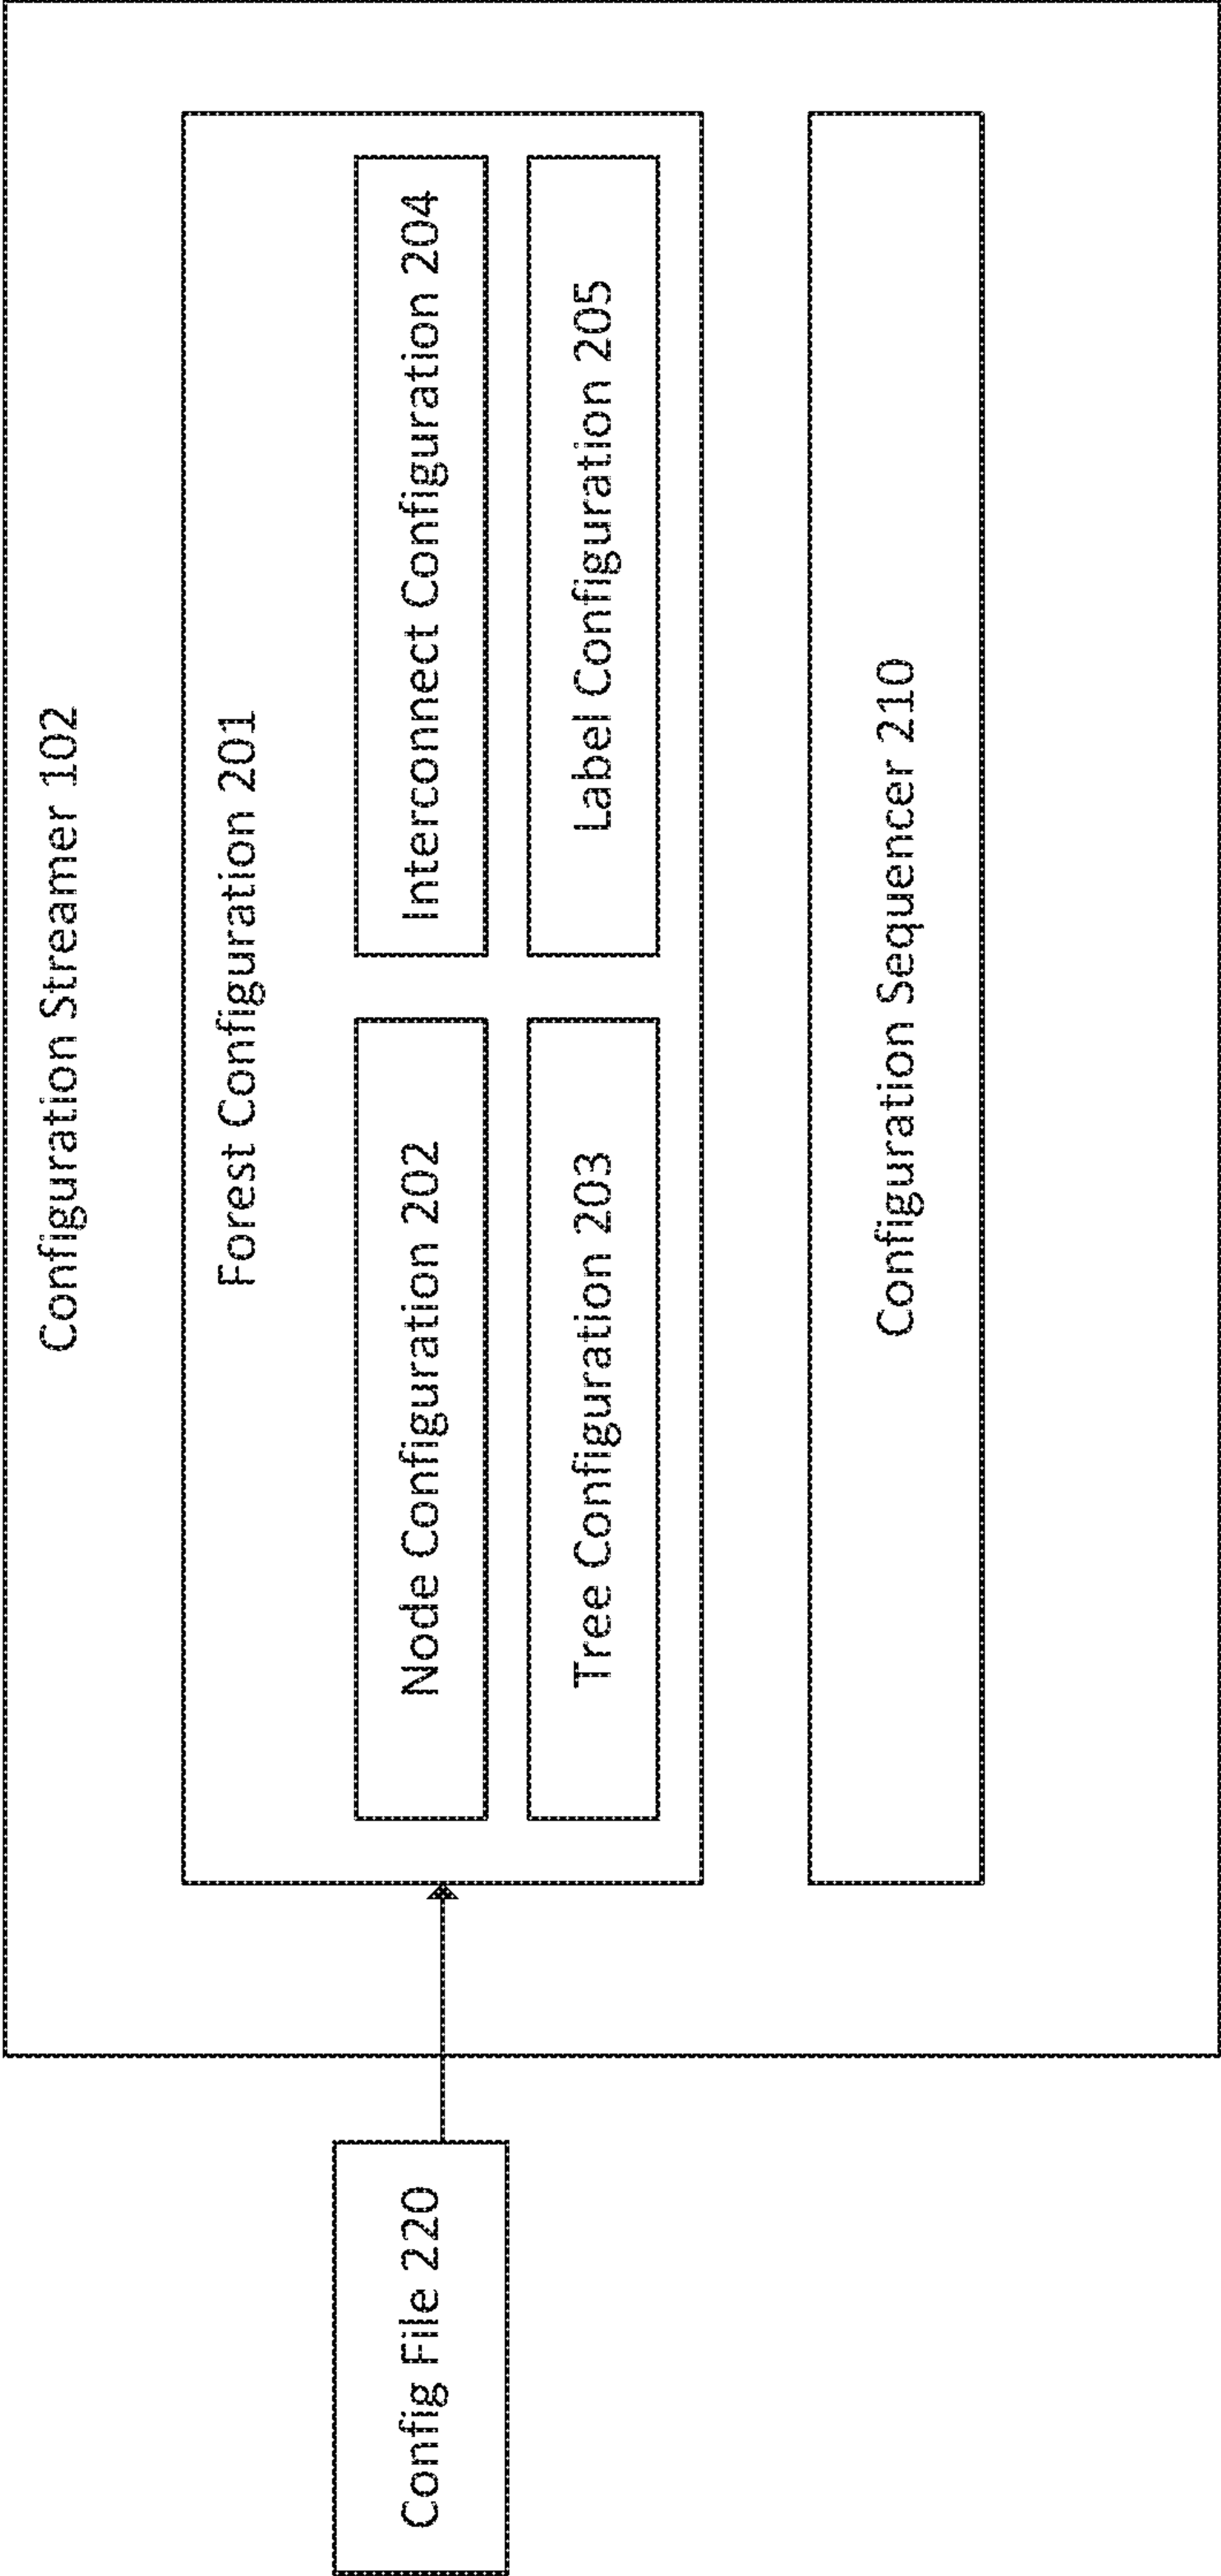 Configuration Streamer 102
Forest Configuration 201
Node Configuration 202
Interconnect Configuration 204
Tree Configuration 203
Label Configuration 205
Configuration Sequencer 210
Config File 220